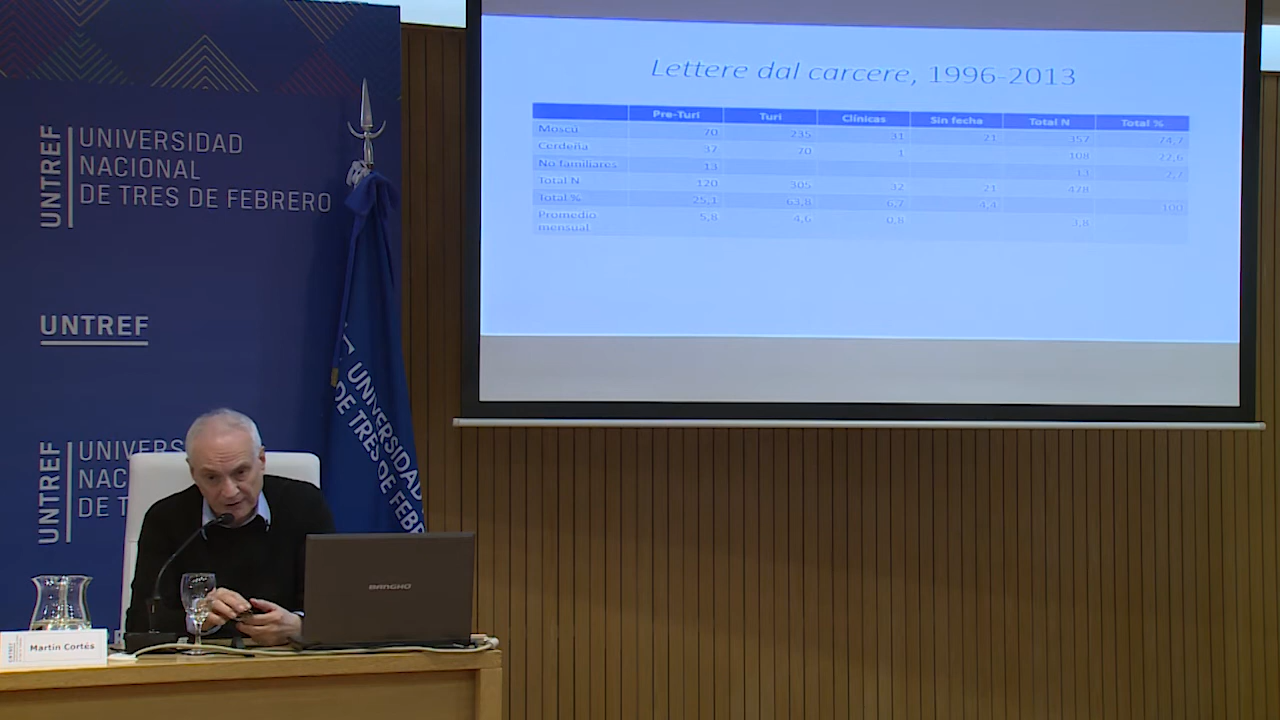 UNTREF
UNIVERSIDAD
NACIONAL
DE TRES DE FEBRERO
UNTREF
UNTREF
UNIVERS
NAC
DE T
UNIVERSIDAD
DE TRES DE FEBRE
Martin Cortés
BANGHO
Lettere dal carcere, 1996-2013
Pre-Turi Turi Clínicas Sin fecha Total N Total %
Moscú 70 235 31 21 357 74,7
Cerdeña 37 70 1 108 22,6
No familiares 13 13 2,7
Total N 120 305 32 21 478
Total % 25,1 63,8 6,7 4,4 100
Promedio
mensual 5,8 4,6 0,8 3,8